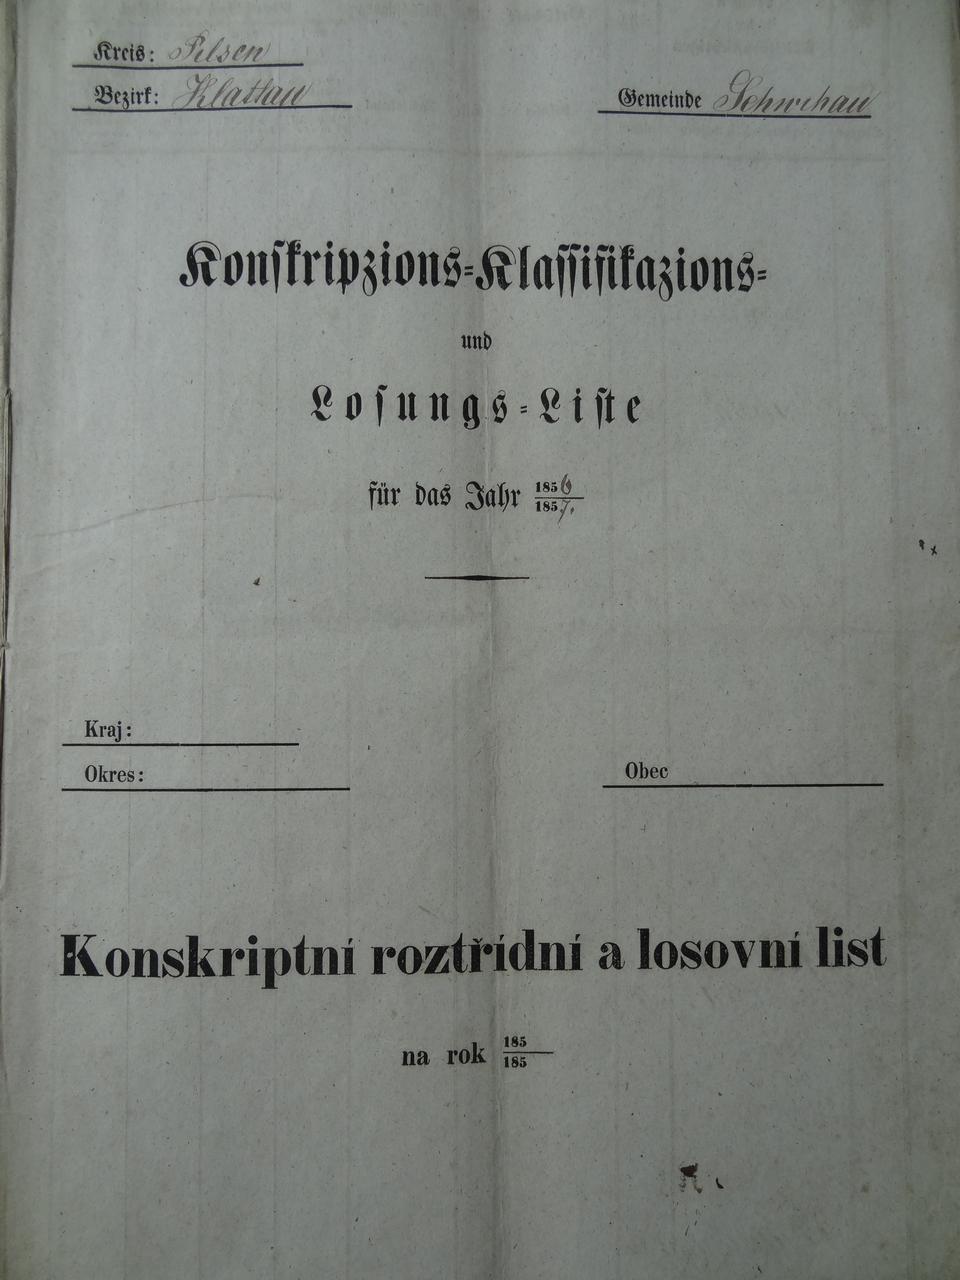 Kreis: Pilsen
Bezirk: Klattau
Gemeinde Schwihau
Konskripzions-Klassifikazions-
und
Losungs-Liste
für das Jahr 1856/1857.
Kraj:
Okres:
Obec
Konskriptní roztřídní a losovní list
na rok 185/185